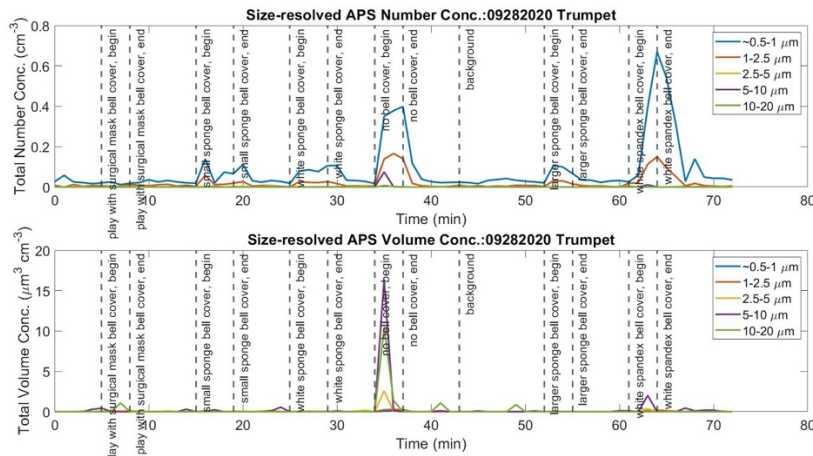 Size-resolved APS Number Conc.:09282020 Trumpet
Total Number Conc. (cm-3)
0.8
0.6
0.4
0.2
0
play with surgical mask bell cover, begin
play with surgical mask bell cover, end
small sponge bell cover, begin
small sponge bell cover, end
white sponge bell cover, begin
white sponge bell cover, end
no bell cover, begin
no bell cover, end
background
larger sponge bell cover, begin
larger sponge bell cover, end
white spandex bell cover, begin
white spandex bell cover, end
~0.5-1 μm
1-2.5 μm
2.5-5 μm
5-10 μm
10-20 μm
0 10 20 30 40 50 60 70 80
Time (min)
Size-resolved APS Volume Conc.:09282020 Trumpet
Total Volume Conc. (μm3 cm-3)
20
15
10
5
0
play with surgical mask bell cover, begin
play with surgical mask bell cover, end
small sponge bell cover, begin
small sponge bell cover, end
white sponge bell cover, begin
white sponge bell cover, end
no bell cover, begin
no bell cover, end
background
larger sponge bell cover, begin
larger sponge bell cover, end
white spandex bell cover, begin
white spandex bell cover, end
~0.5-1 μm
1-2.5 μm
2.5-5 μm
5-10 μm
10-20 μm
0 10 20 30 40 50 60 70 80
Time (min)